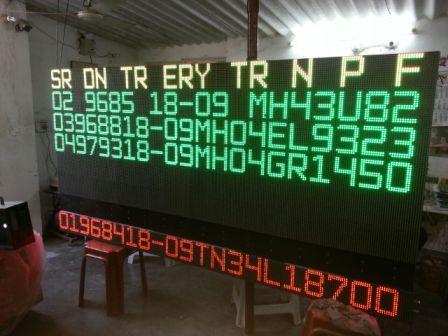 SR DN TR ERY TR N P F
02 9685 18-09 MH43U82
03968818-09MH04EL9323
04979318-09MH04GR1450
01968418-09TN34L18700